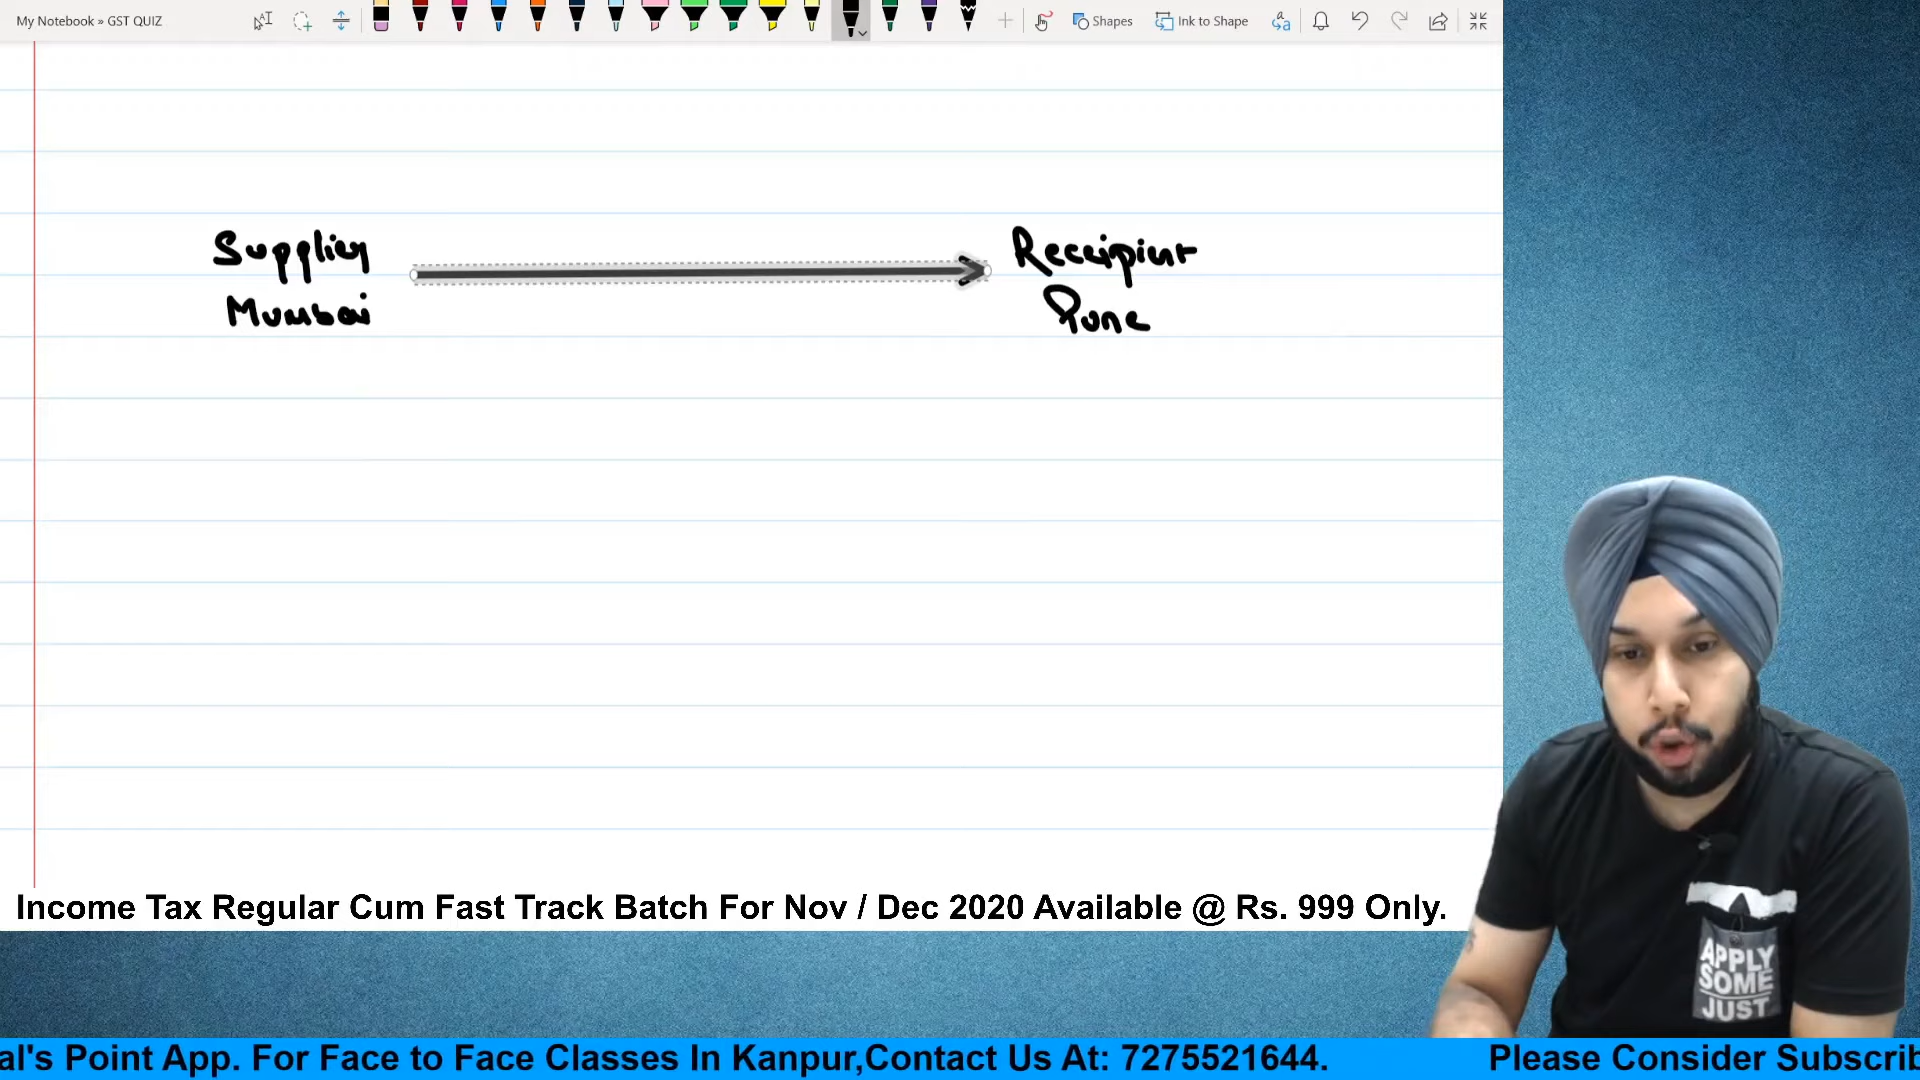 My Notebook » GST QUIZ
Shapes
Ink to Shape
Supplier
Mumbai
Receipient
Pune
Income Tax Regular Cum Fast Track Batch For Nov / Dec 2020 Available @ Rs. 999 Only.
APPLY
SOME
JUST
al's Point App. For Face to Face Classes In Kanpur,Contact Us At: 7275521644. Please Consider Subscrib